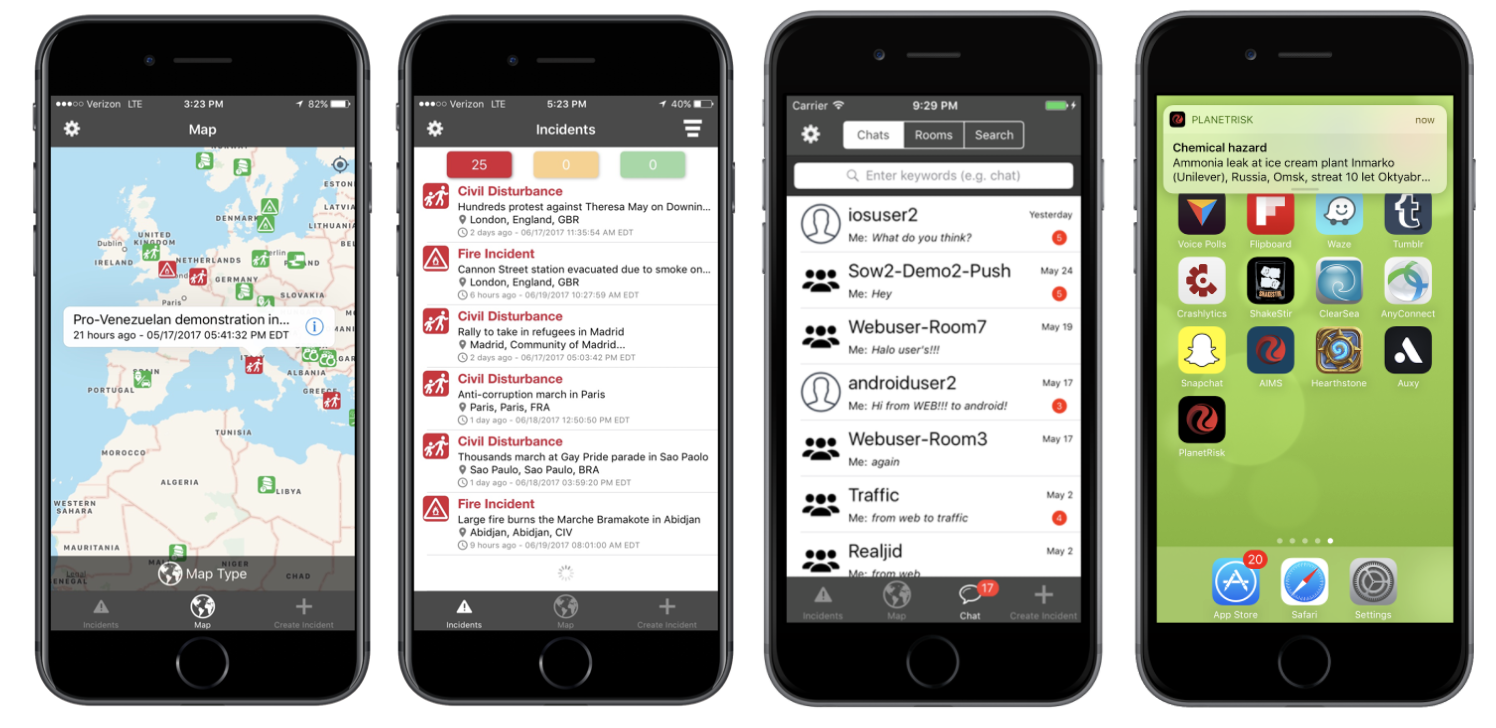 Verizon LTE 3:23 PM 82%
Map
ESTON
LATVIA
DENMARK
LITHUANIA
UNITED
KINGDOM
Dublin
BEL
IRELAND
NETHERLANDS
GERMANY
Paris
SLOVAKIA
Pro-Venezuelan demonstration in...
21 hours ago - 05/17/2017 05:41:32 PM EDT
ALBANIA
SPAIN
PORTUGAL
GREECE
TUNISIA
MOROCCO
ALGERIA
LIBYA
WESTERN
SAHARA
MAURITANIA
NIGER
CHAD
Legal
Map Type
Incidents Map Create Incident
Verizon LTE 5:23 PM 40%
Incidents
25 0 0
Civil Disturbance
Hundreds protest against Theresa May on Downin...
London, England, GBR
2 days ago - 06/17/2017 11:35:54 AM EDT
Fire Incident
Cannon Street station evacuated due to smoke on...
London, England, GBR
6 hours ago - 06/19/2017 10:27:59 AM EDT
Civil Disturbance
Rally to take in refugees in Madrid
Madrid, Community of Madrid...
2 days ago - 06/17/2017 05:03:42 PM EDT
Civil Disturbance
Anti-corruption march in Paris
Paris, Paris, FRA
1 day ago - 06/18/2017 12:50:50 PM EDT
Civil Disturbance
Thousands march at Gay Pride parade in Sao Paolo
Sao Paulo, Sao Paulo, BRA
1 day ago - 06/18/2017 03:59:20 PM EDT
Fire Incident
Large fire burns the Marche Bramakote in Abidjan
Abidjan, Abidjan, CIV
9 hours ago - 06/19/2017 08:01:00 AM EDT
Incidents Map Create Incident
Carrier 9:29 PM
Chats Rooms Search
Enter keywords (e.g. chat)
iosuser2 Yesterday
Me: What do you think? 5
Sow2-Demo2-Push May 24
Me: Hey 5
Webuser-Room7 May 19
Me: Halo user's!!!
androiduser2 May 17
Me: Hi from WEB!!! to android! 3
Webuser-Room3 May 17
Me: again
Traffic May 2
Me: from web to traffic 4
Realjid May 2
Me: from web
17
Incidents Map Chat Create Incident
PLANETRISK now
Chemical hazard
Ammonia leak at ice cream plant Inmarko
(Unilever), Russia, Omsk, streat 10 let Oktyabr...
Voice Polls Flipboard Waze Tumblr
Crashlytics ShakeStir ClearSea AnyConnect
Snapchat AIMS Hearthstone Auxy
PlanetRisk
20
App Store Safari Settings